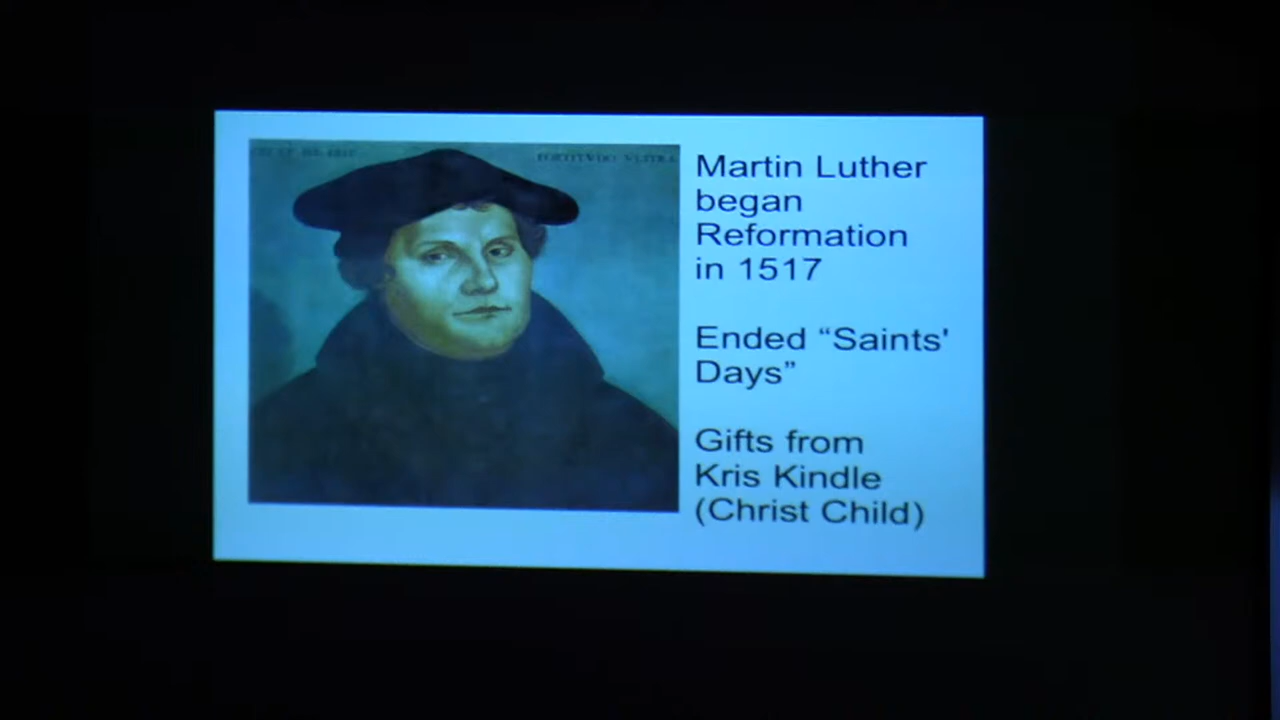 Martin Luther
began
Reformation
in 1517
Ended “Saints'
Days”
Gifts from
Kris Kindle
(Christ Child)